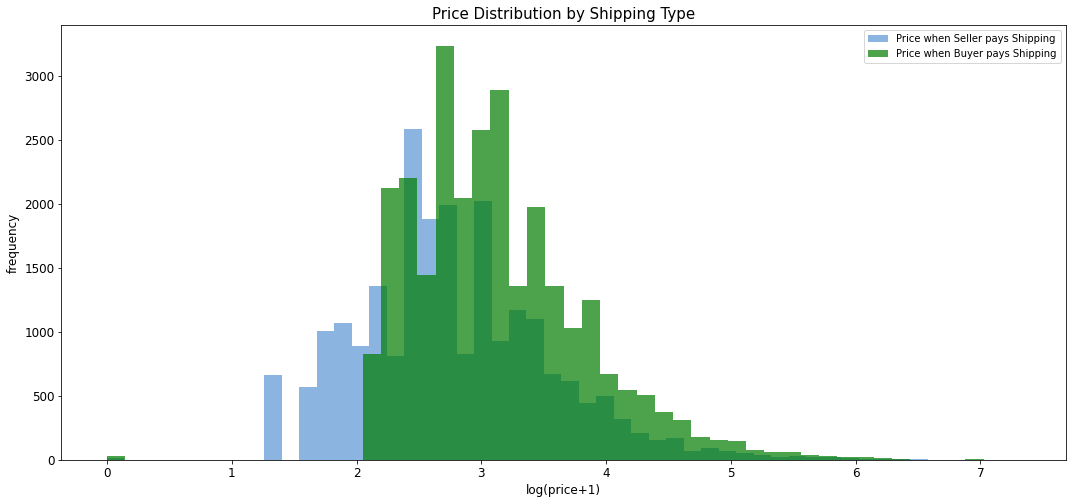 Price Distribution by Shipping Type
Price when Seller pays Shipping
Price when Buyer pays Shipping
3000
2500
2000
1500
1000
500
0
frequency
0 1 2 3 4 5 6 7
log(price+1)